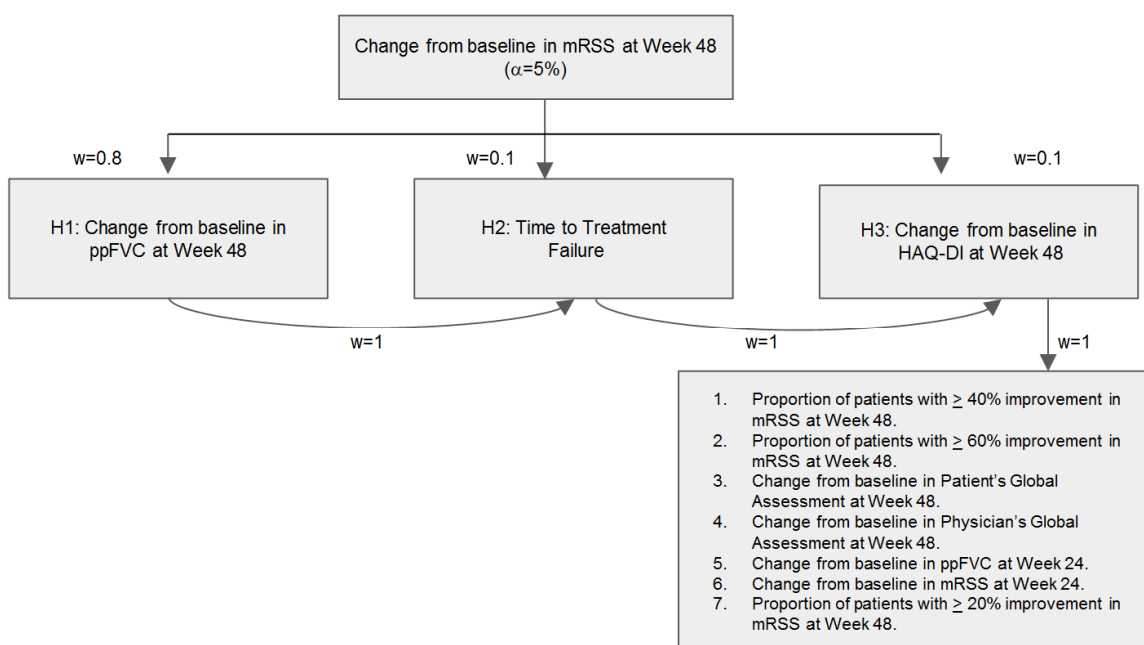 Change from baseline in mRSS at Week 48
(α=5%)
w=0.8
w=0.1
w=0.1
H1: Change from baseline in
ppFVC at Week 48
H2: Time to Treatment
Failure
H3: Change from baseline in
HAQ-DI at Week 48
w=1
w=1
w=1
1. Proportion of patients with ≥ 40% improvement in
mRSS at Week 48.
2. Proportion of patients with ≥ 60% improvement in
mRSS at Week 48.
3. Change from baseline in Patient's Global
Assessment at Week 48.
4. Change from baseline in Physician's Global
Assessment at Week 48.
5. Change from baseline in ppFVC at Week 24.
6. Change from baseline in mRSS at Week 24.
7. Proportion of patients with ≥ 20% improvement in
mRSS at Week 48.